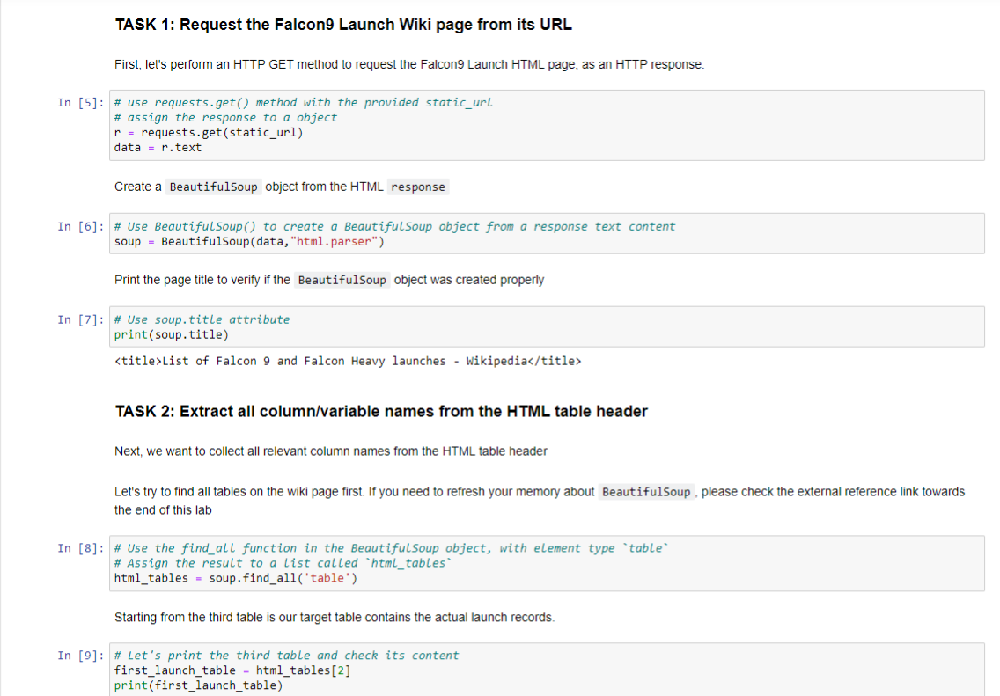 TASK 1: Request the Falcon9 Launch Wiki page from its URL
First, let's perform an HTTP GET method to request the Falcon9 Launch HTML page, as an HTTP response.
In [5]: # use requests.get() method with the provided static_url
# assign the response to a object
r = requests.get(static_url)
data = r.text
Create a BeautifulSoup object from the HTML response
In [6]: # Use BeautifulSoup() to create a BeautifulSoup object from a response text content
soup = BeautifulSoup(data,"html.parser")
Print the page title to verify if the BeautifulSoup object was created properly
In [7]: # Use soup.title attribute
print(soup.title)
<title>List of Falcon 9 and Falcon Heavy launches - Wikipedia</title>
TASK 2: Extract all column/variable names from the HTML table header
Next, we want to collect all relevant column names from the HTML table header
Let's try to find all tables on the wiki page first. If you need to refresh your memory about BeautifulSoup, please check the external reference link towards
the end of this lab
In [8]: # Use the find_all function in the BeautifulSoup object, with element type `table`
# Assign the result to a list called `html_tables`
html_tables = soup.find_all('table')
Starting from the third table is our target table contains the actual launch records.
In [9]: # Let's print the third table and check its content
first_launch_table = html_tables[2]
print(first_launch_table)